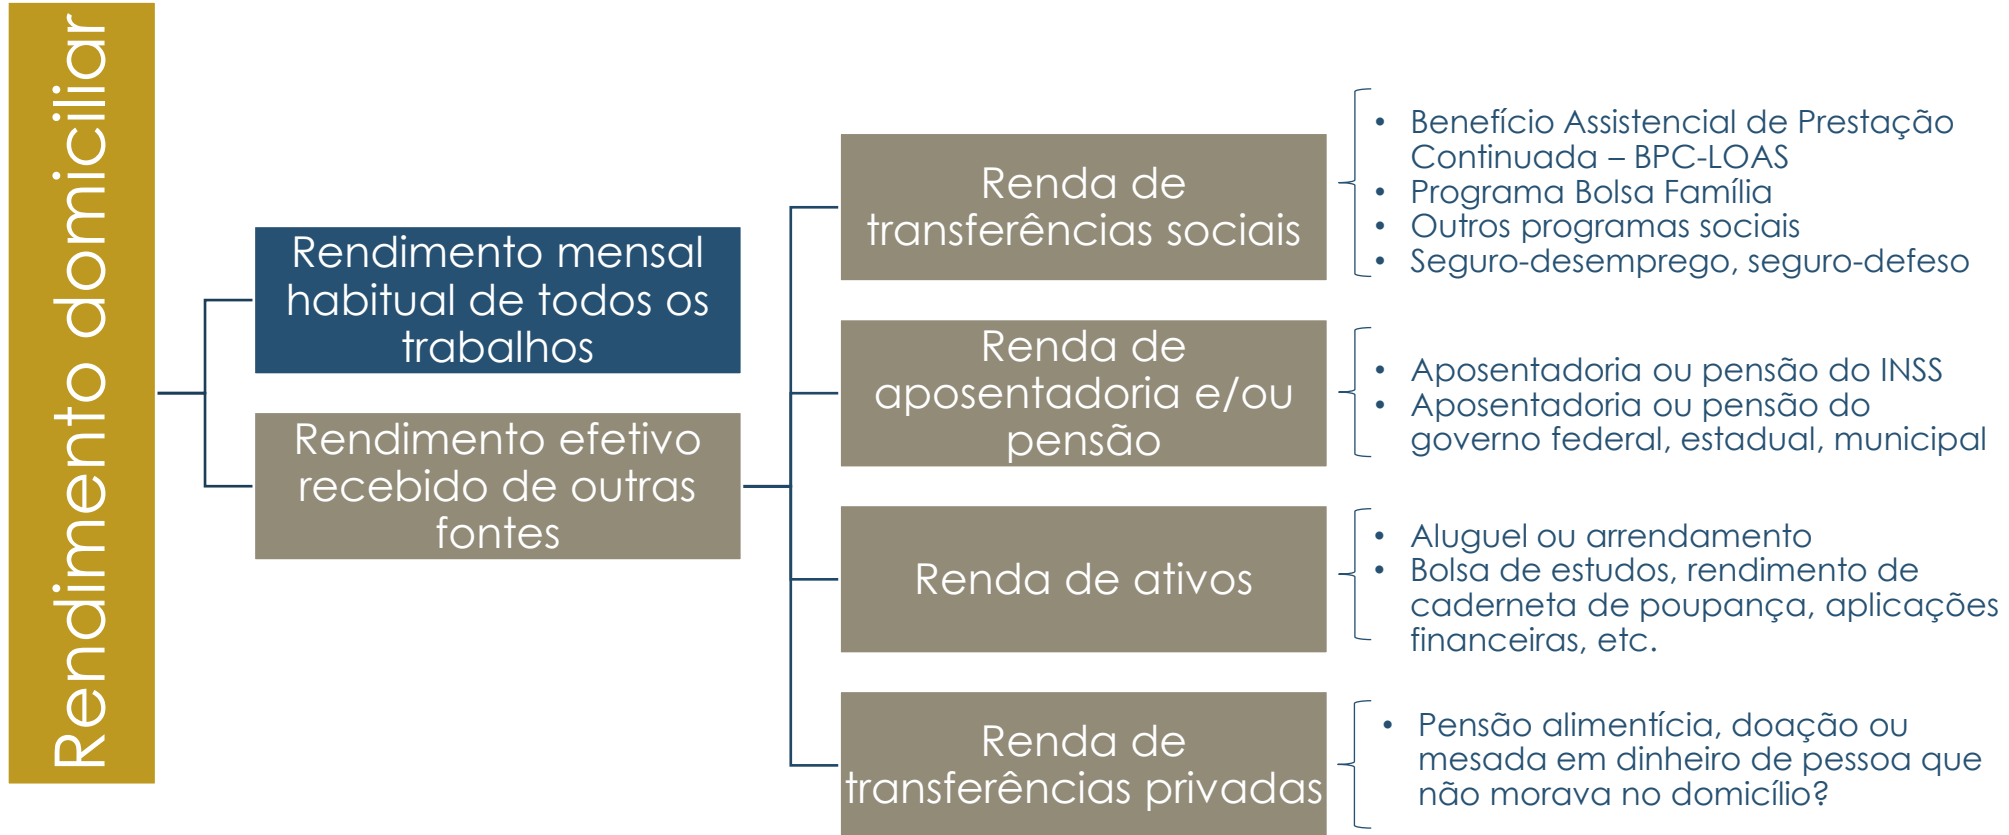 Rendimento domiciliar
Rendimento mensal
habitual de todos os
trabalhos
Rendimento efetivo
recebido de outras
fontes
Renda de
transferências sociais
• Benefício Assistencial de Prestação
Continuada – BPC-LOAS
• Programa Bolsa Família
• Outros programas sociais
• Seguro-desemprego, seguro-defeso
Renda de
aposentadoria e/ou
pensão
• Aposentadoria ou pensão do INSS
• Aposentadoria ou pensão do
governo federal, estadual, municipal
Renda de ativos
• Aluguel ou arrendamento
• Bolsa de estudos, rendimento de
caderneta de poupança, aplicações
financeiras, etc.
Renda de
transferências privadas
• Pensão alimentícia, doação ou
mesada em dinheiro de pessoa que
não morava no domicílio?